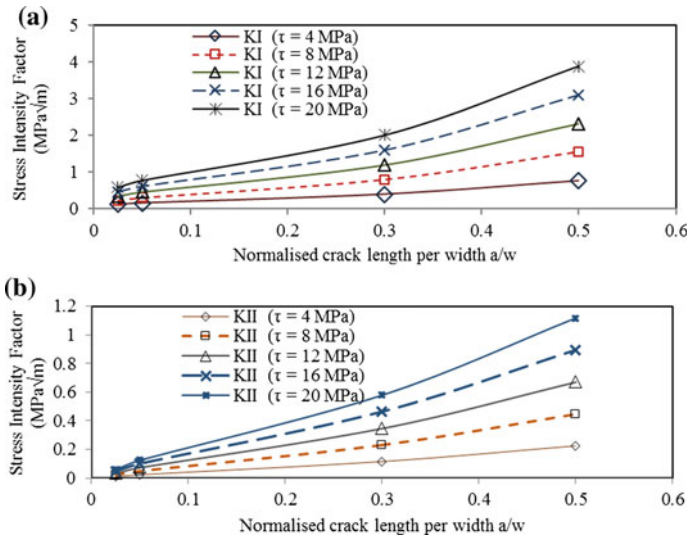 (a)
5
4
3
2
1
0
Stress Intensity Factor
(MPa√m)
KI (τ = 4 MPa)
KI (τ = 8 MPa)
KI (τ = 12 MPa)
KI (τ = 16 MPa)
KI (τ = 20 MPa)
0 0.1 0.2 0.3 0.4 0.5 0.6
Normalised crack length per width a/w
(b)
1.2
1
0.8
0.6
0.4
0.2
0
Stress Intensity Factor
(MPa√m)
KII (τ = 4 MPa)
KII (τ = 8 MPa)
KII (τ = 12 MPa)
KII (τ = 16 MPa)
KII (τ = 20 MPa)
0 0.1 0.2 0.3 0.4 0.5 0.6
Normalised crack length per width a/w